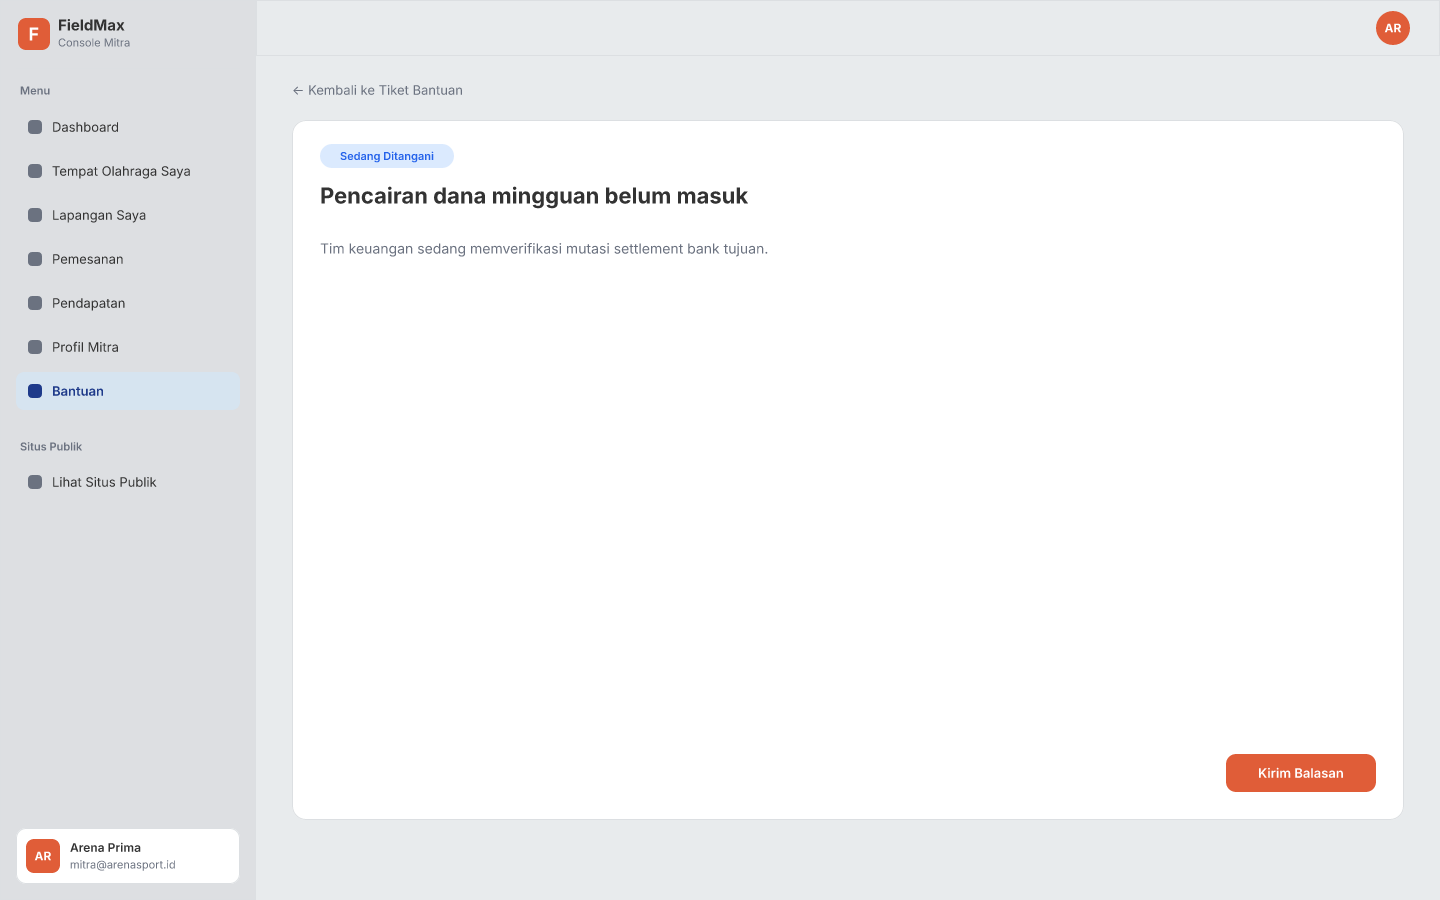 F
FieldMax
Console Mitra
Menu
Dashboard
Tempat Olahraga Saya
Lapangan Saya
Pemesanan
Pendapatan
Profil Mitra
Bantuan
Situs Publik
Lihat Situs Publik
AR
Arena Prima
mitra@arenasport.id
AR
← Kembali ke Tiket Bantuan
Sedang Ditangani
Pencairan dana mingguan belum masuk
Tim keuangan sedang memverifikasi mutasi settlement bank tujuan.
Kirim Balasan